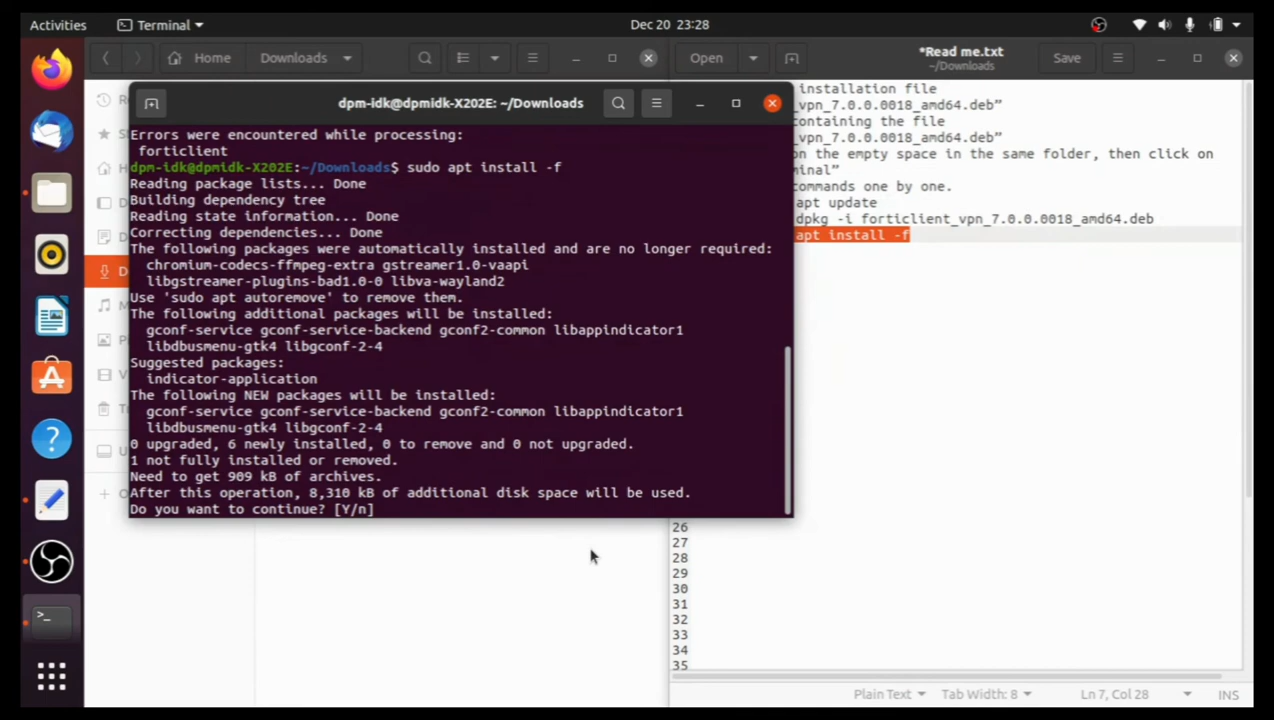 Activities
Terminal
Dec 20 23:28
Home
Downloads
Open
*Read me.txt
~/Downloads
Save
dpm-idk@dpmidk-X202E: ~/Downloads
Errors were encountered while processing:
forticlient
dpm-idk@dpmidk-X202E:~/Downloads$ sudo apt install -f
Reading package lists... Done
Building dependency tree
Reading state information... Done
Correcting dependencies... Done
The following packages were automatically installed and are no longer required:
chromium-codecs-ffmpeg-extra gstreamer1.0-vaapi
libgstreamer-plugins-bad1.0-0 libva-wayland2
Use 'sudo apt autoremove' to remove them.
The following additional packages will be installed:
gconf-service gconf-service-backend gconf2-common libappindicator1
libdbusmenu-gtk4 libgconf-2-4
Suggested packages:
indicator-application
The following NEW packages will be installed:
gconf-service gconf-service-backend gconf2-common libappindicator1
libdbusmenu-gtk4 libgconf-2-4
0 upgraded, 6 newly installed, 0 to remove and 0 not upgraded.
1 not fully installed or removed.
Need to get 909 kB of archives.
After this operation, 8,310 kB of additional disk space will be used.
Do you want to continue? [Y/n]
installation file
_vpn_7.0.0.0018_amd64.deb”
containing the file
_vpn_7.0.0.0018_amd64.deb”
on the empty space in the same folder, then click on
minal”
commands one by one.
apt update
dpkg -i forticlient_vpn_7.0.0.0018_amd64.deb
apt install -f
26
27
28
29
30
31
32
33
34
35
Plain Text
Tab Width: 8
Ln 7, Col 28
INS